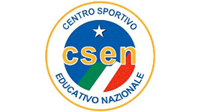 CENTRO SPORTIVO
csen
EDUCATIVO NAZIONALE